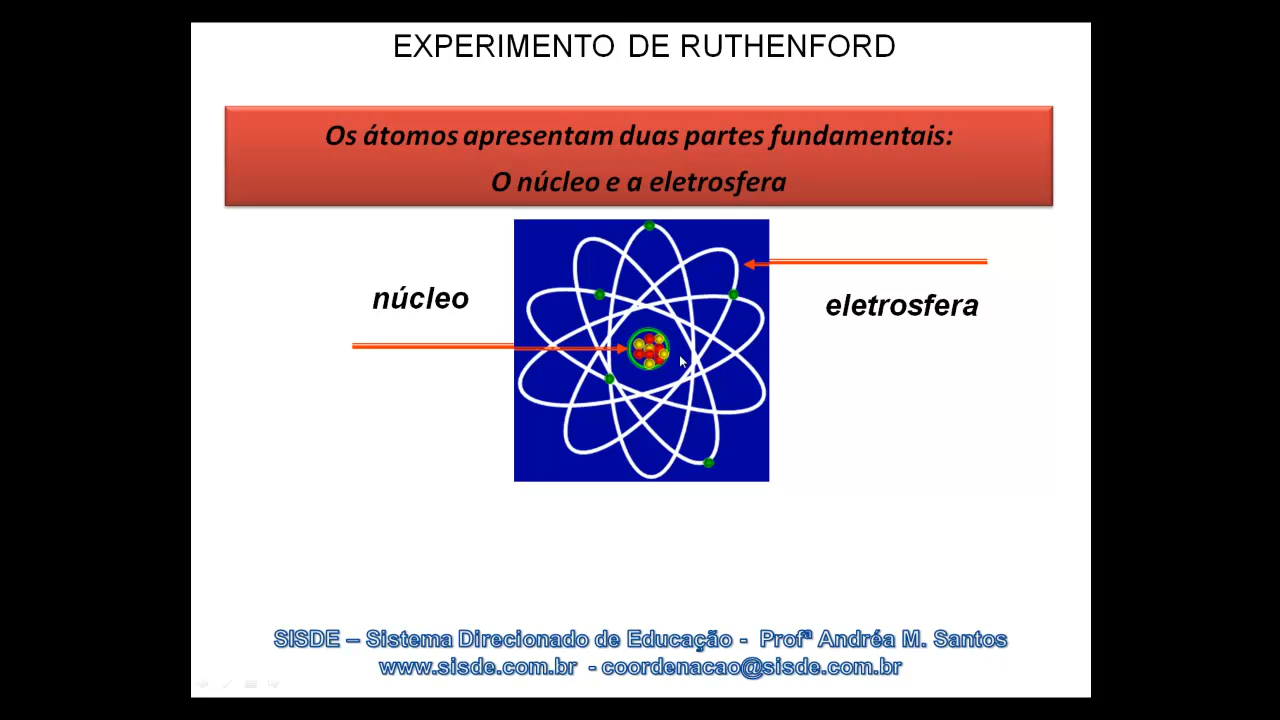 EXPERIMENTO DE RUTHENFORD
Os átomos apresentam duas partes fundamentais:
O núcleo e a eletrosfera
núcleo
eletrosfera
SISDE – Sistema Direcionado de Educação - Profª Andréa M. Santos
www.sisde.com.br - coordenacao@sisde.com.br